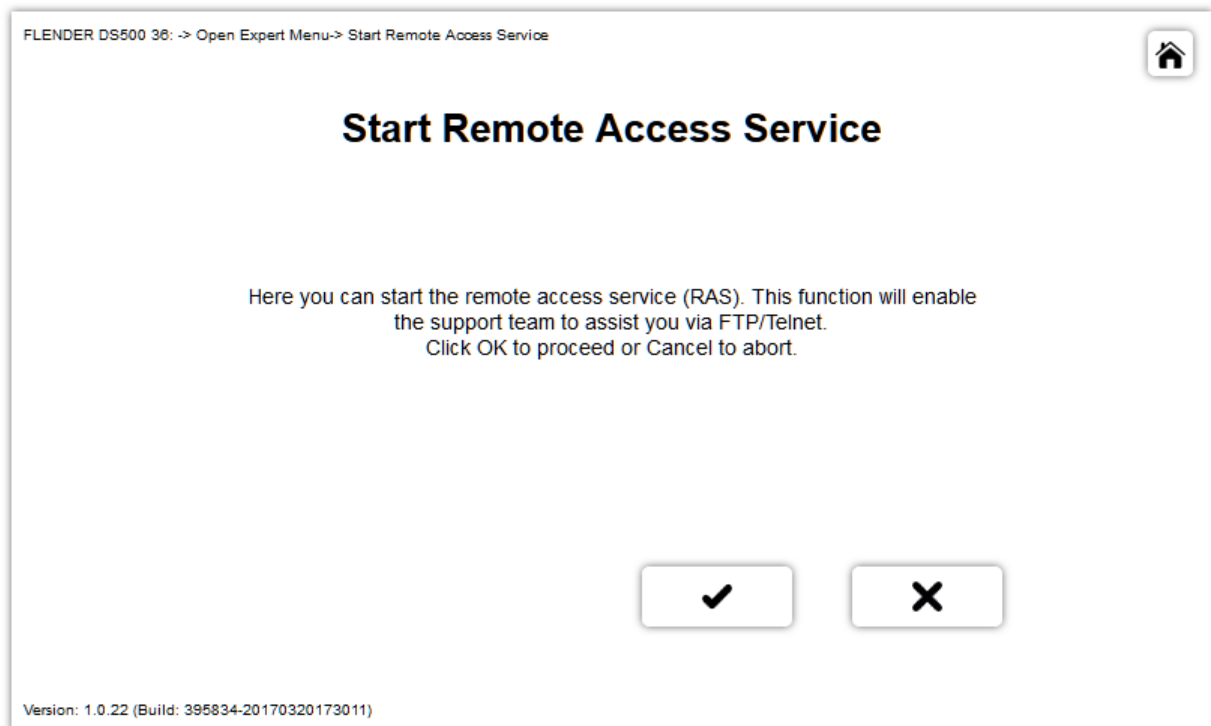 FLENDER DS500 36: -> Open Expert Menu-> Start Remote Access Service
Start Remote Access Service
Here you can start the remote access service (RAS). This function will enable
the support team to assist you via FTP/Telnet.
Click OK to proceed or Cancel to abort.
Version: 1.0.22 (Build: 395834-20170320173011)